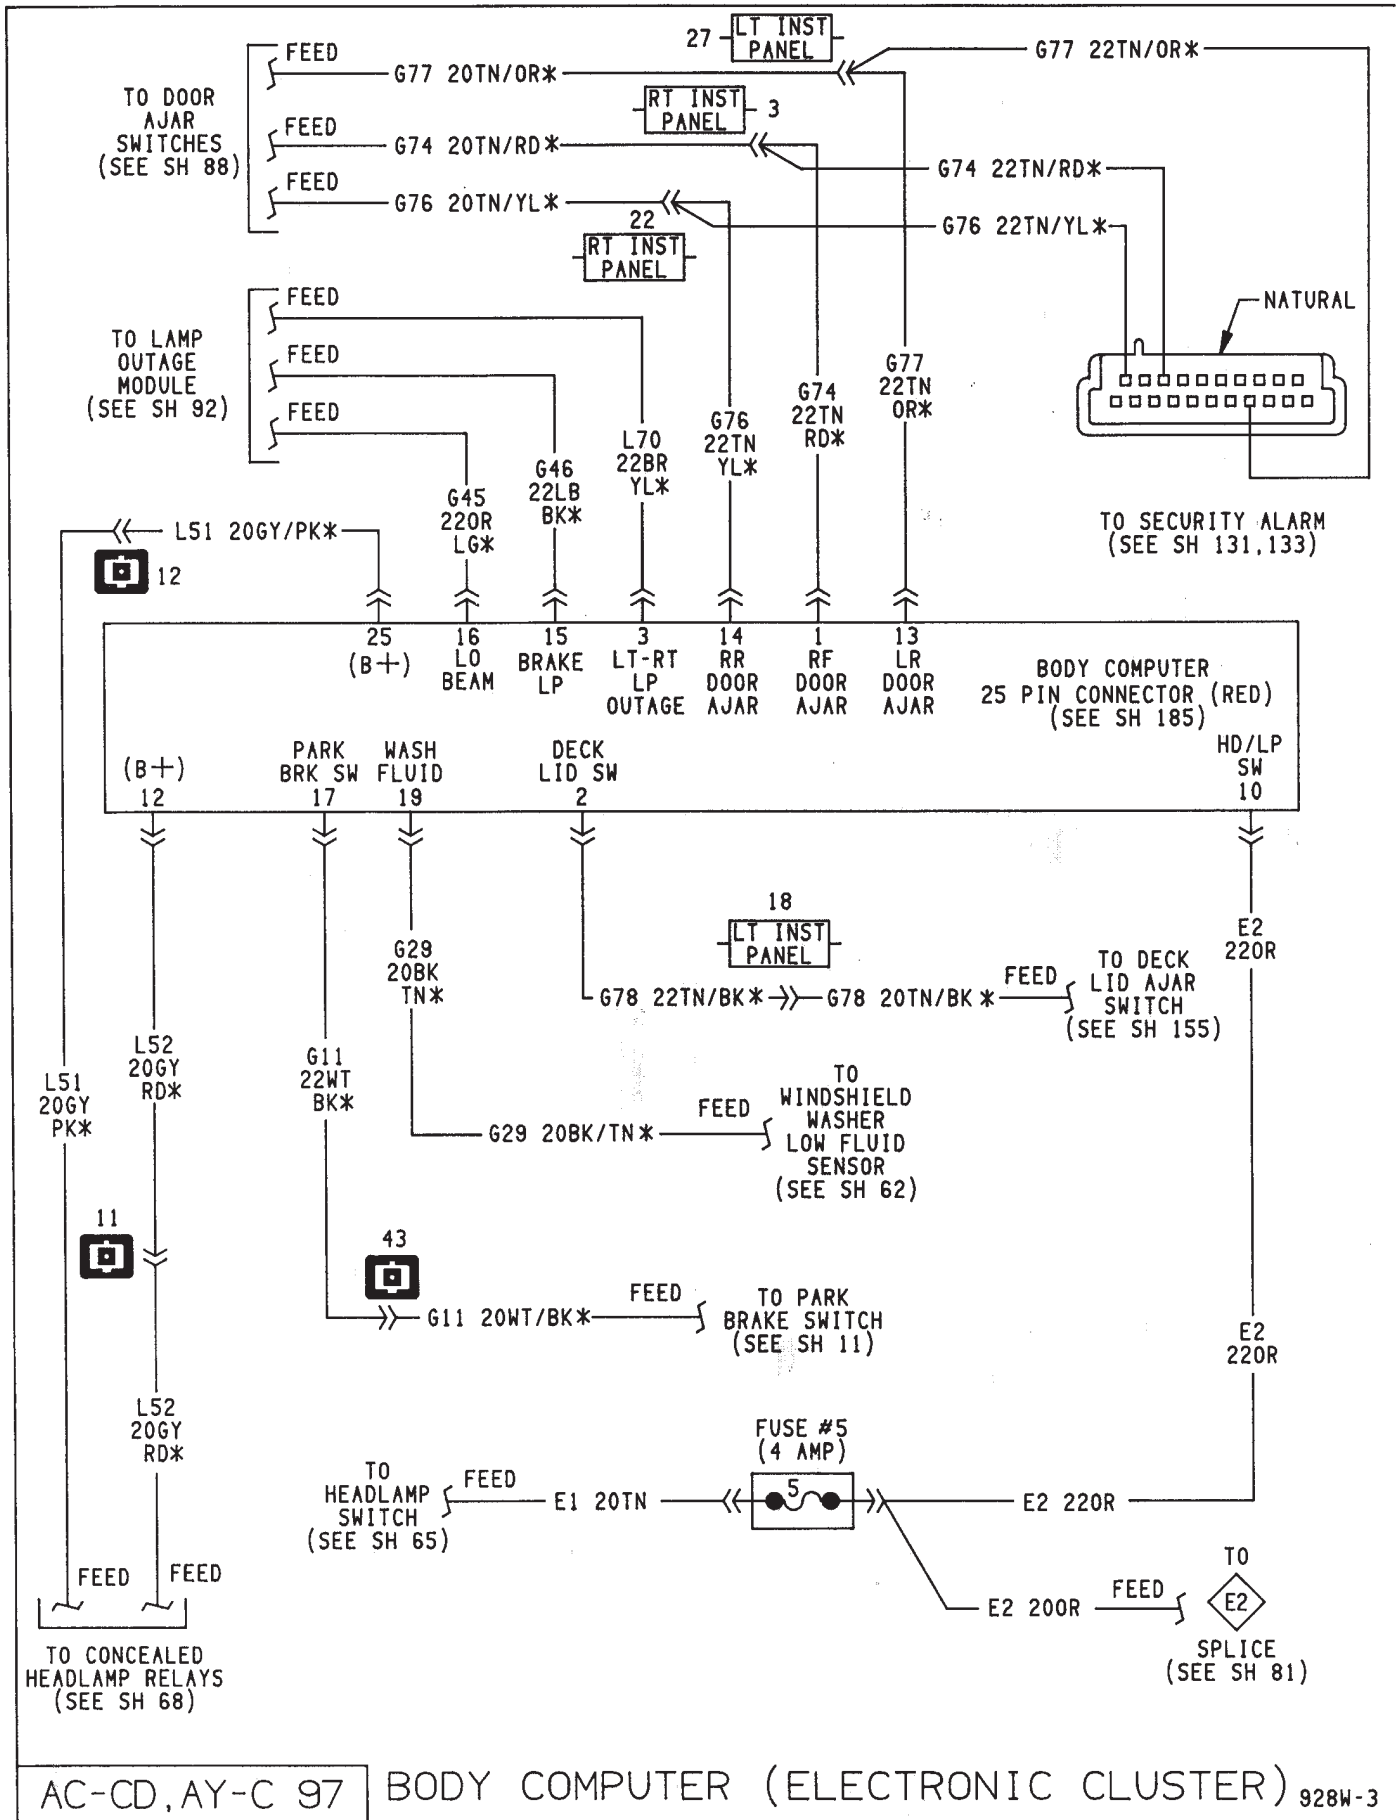 27
LT INST
PANEL
FEED
G77 20TN/OR*
G77 22TN/OR*
TO DOOR
AJAR
SWITCHES
(SEE SH 88)
RT INST
PANEL
3
FEED
G74 20TN/RD*
G74 22TN/RD*
FEED
G76 20TN/YL*
G76 22TN/YL*
22
RT INST
PANEL
NATURAL
TO LAMP
OUTAGE
MODULE
(SEE SH 92)
FEED
FEED
FEED
G77
22TN
OR*
G74
22TN
RD*
G76
22TN
YL*
L70
22BR
YL*
G46
22LB
BK*
G45
22OR
LG*
L51 20GY/PK*
12
TO SECURITY ALARM
(SEE SH 131,133)
25
(B+)
16
LO
BEAM
15
BRAKE
LP
3
LT-RT
LP
OUTAGE
14
RR
DOOR
AJAR
1
RF
DOOR
AJAR
13
LR
DOOR
AJAR
BODY COMPUTER
25 PIN CONNECTOR (RED)
(SEE SH 185)
(B+)
12
PARK
BRK SW
17
WASH
FLUID
19
DECK
LID SW
2
HD/LP
SW
10
18
LT INST
PANEL
E2
22OR
G29
20BK
TN*
G78 22TN/BK*
G78 20TN/BK *
FEED
TO DECK
LID AJAR
SWITCH
(SEE SH 155)
L51
20GY
PK*
L52
20GY
RD*
G11
22WT
BK*
G29 20BK/TN*
FEED
TO
WINDSHIELD
WASHER
LOW FLUID
SENSOR
(SEE SH 62)
11
43
G11 20WT/BK*
FEED
TO PARK
BRAKE SWITCH
(SEE SH 11)
E2
22OR
L52
20GY
RD*
FUSE #5
(4 AMP)
5
TO
HEADLAMP
SWITCH
(SEE SH 65)
FEED
E1 20TN
E2 22OR
E2 20OR
FEED
TO
E2
SPLICE
(SEE SH 81)
FEED
FEED
TO CONCEALED
HEADLAMP RELAYS
(SEE SH 68)
AC-CD, AY-C 97
BODY COMPUTER (ELECTRONIC CLUSTER)
928W-3